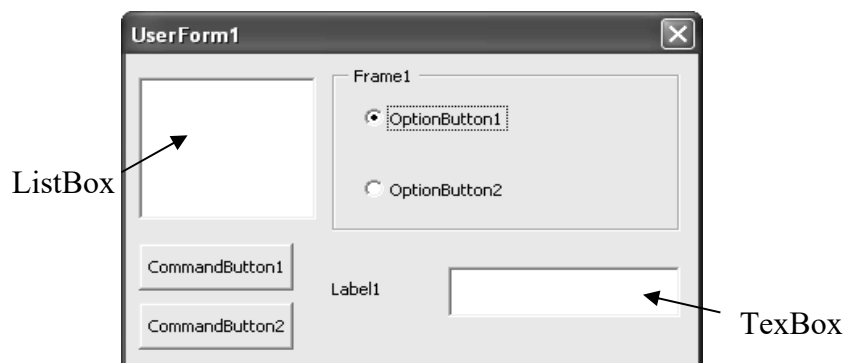 UserForm1
Frame1
OptionButton1
ListBox
OptionButton2
CommandButton1
Label1
CommandButton2
TexBox